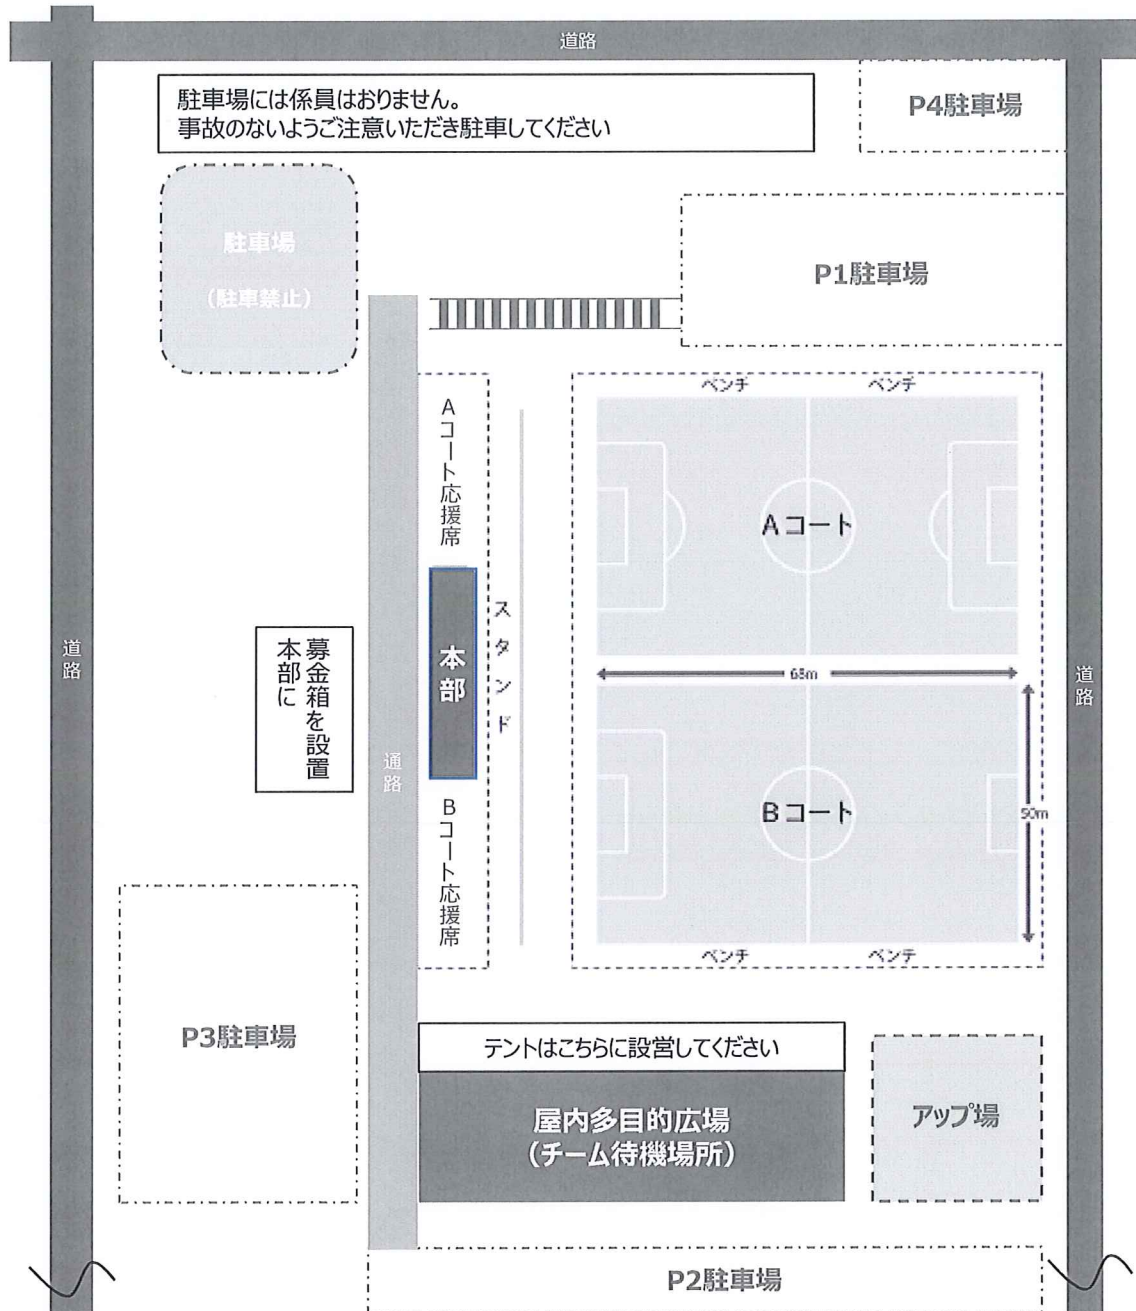 道路
駐車場には係員はおりません。
事故のないようご注意いただき駐車してください
P4駐車場
駐車場
(駐車禁止)
P1駐車場
ベンチ
ベンチ
Aコート応援席
Aコート
スタンド
本部
68m
道路
本部に
募金箱を設置
通路
道路
Bコート応援席
Bコート
50m
ベンチ
ベンチ
P3駐車場
テントはこちらに設営してください
屋内多目的広場
(チーム待機場所)
アップ場
P2駐車場